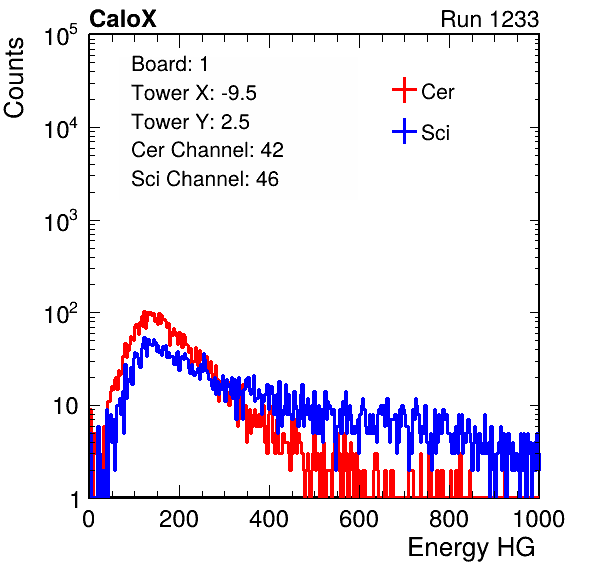 CaloX Run 1233
Counts
10^5
10^4
10^3
10^2
10
1
Board: 1
Tower X: -9.5
Tower Y: 2.5
Cer Channel: 42
Sci Channel: 46
Cer
Sci
0 200 400 600 800 1000
Energy HG